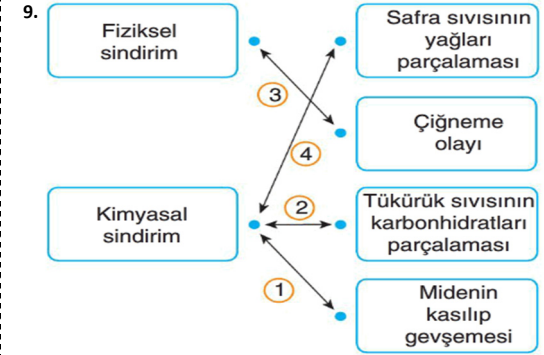 9.
Fiziksel
sindirim
Safra sıvısının
yağları
parçalaması
3
Çiğneme
olayı
4
Kimyasal
sindirim
2
Tükürük sıvısının
karbonhidratları
parçalaması
1
Midenin
kasılıp
gevşemesi